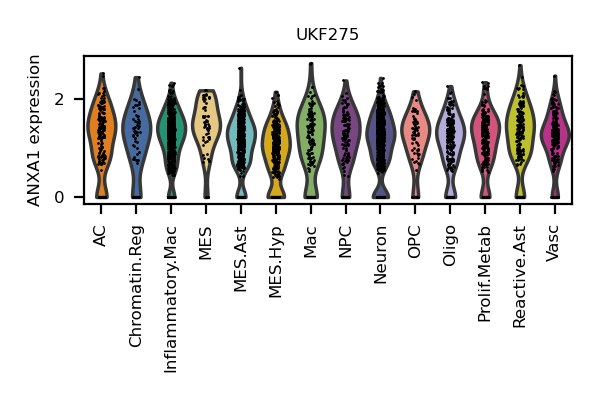 UKF275
ANXA1 expression
2
0
AC
Chromatin.Reg
Inflammatory.Mac
MES
MES.Ast
MES.Hyp
Mac
NPC
Neuron
OPC
Oligo
Prolif.Metab
Reactive.Ast
Vasc